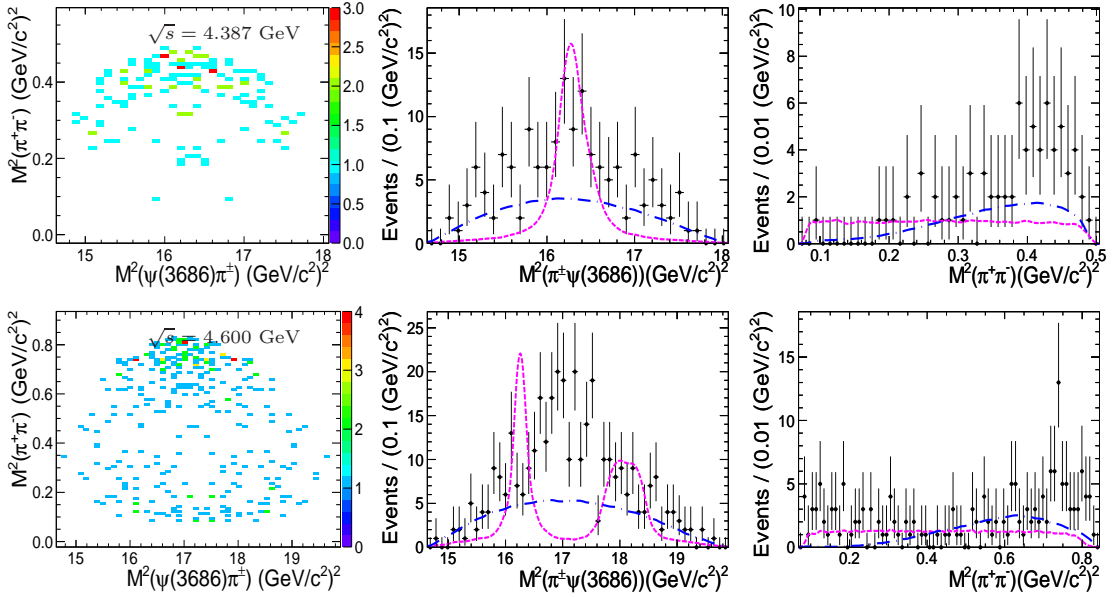 √s = 4.387 GeV
M²(π⁺π⁻) (GeV/c²)²
0.0 0.2 0.4
15 16 17 18
M²(ψ(3686)π±) (GeV/c²)²
0.0 0.5 1.0 1.5 2.0 2.5 3.0
Events / (0.1 (GeV/c²)²)
0 5 10 15
15 16 17 18
M²(π±ψ(3686))(GeV/c²)²
Events / (0.01 (GeV/c²)²)
0 2 4 6 8 10
0.1 0.2 0.3 0.4 0.5
M²(π⁺π⁻)(GeV/c²)²
√s = 4.600 GeV
M²(π⁺π⁻) (GeV/c²)²
0.0 0.2 0.4 0.6 0.8
15 16 17 18 19
M²(ψ(3686)π±) (GeV/c²)²
0 1 2 3 4
Events / (0.1 (GeV/c²)²)
0 5 10 15 20 25
15 16 17 18 19
M²(π±ψ(3686))(GeV/c²)²
Events / (0.01 (GeV/c²)²)
0 5 10 15
0.2 0.4 0.6 0.8
M²(π⁺π⁻)(GeV/c²)²